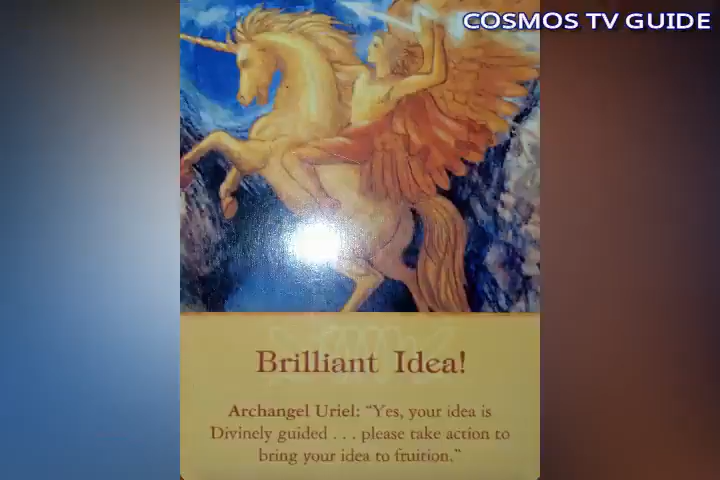 COSMOS TV GUIDE
Brilliant Idea!
Archangel Uriel: “Yes, your idea is
Divinely guided . . . please take action to
bring your idea to fruition.”